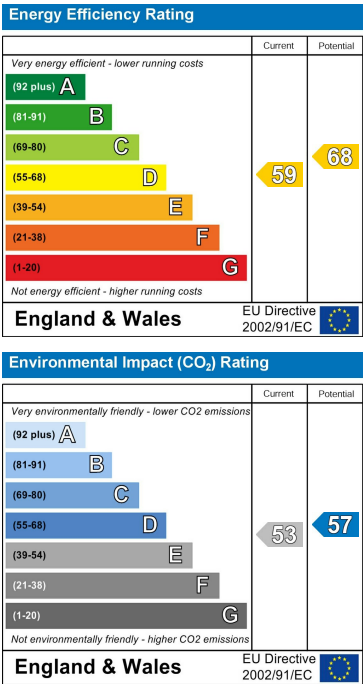 Energy Efficiency Rating
Current Potential
Very energy efficient - lower running costs
(92 plus) A
(81-91) B
(69-80) C
(55-68) D
(39-54) E
(21-38) F
(1-20) G
59
68
Not energy efficient - higher running costs
England & Wales
EU Directive
2002/91/EC
Environmental Impact (CO₂) Rating
Current Potential
Very environmentally friendly - lower CO2 emissions
(92 plus) A
(81-91) B
(69-80) C
(55-68) D
(39-54) E
(21-38) F
(1-20) G
53
57
Not environmentally friendly - higher CO2 emissions
England & Wales
EU Directive
2002/91/EC